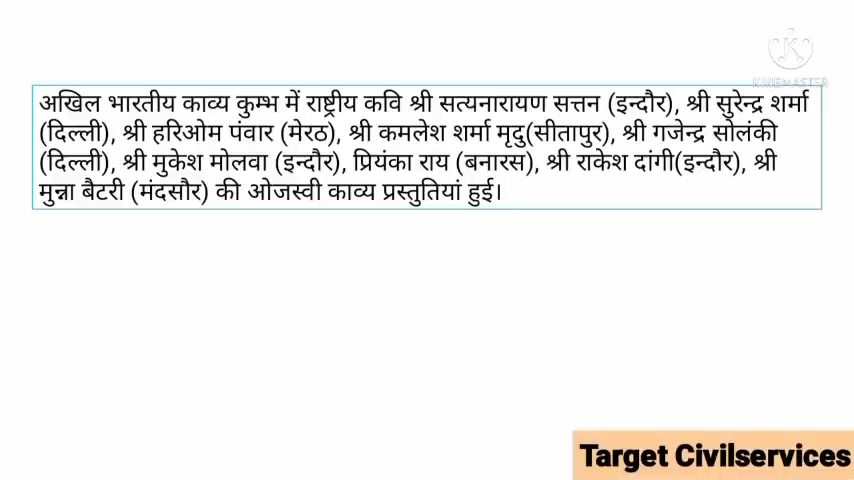 KINEMASTER
अखिल भारतीय काव्य कुम्भ में राष्ट्रीय कवि श्री सत्यनारायण सत्तन (इन्दौर), श्री सुरेन्द्र शर्मा
(दिल्ली), श्री हरिओम पंवार (मेरठ), श्री कमलेश शर्मा मृदु(सीतापुर), श्री गजेन्द्र सोलंकी
(दिल्ली), श्री मुकेश मोलवा (इन्दौर), प्रियंका राय (बनारस), श्री राकेश दांगी(इन्दौर), श्री
मुन्ना बैटरी (मंदसौर) की ओजस्वी काव्य प्रस्तुतियां हुई।
Target Civilservices